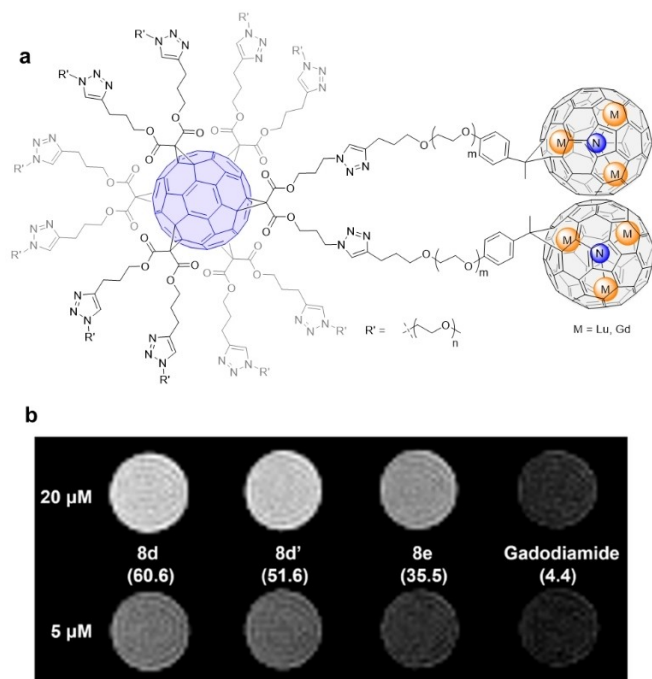 a
R' N N N
R' N N N
N N N R'
N N N R'
O O O O
O O O O
R' N N N
O O
O O
R' N N N
O O
O O
N N N
O
O m
M M N M
O
O
N N N
O
O m
M M N M
O O O O
O O O O
N N N R'
N N N R'
N N N R'
N N N R'
R' = O n
M = Lu, Gd
b
20 µM
8d 8d' 8e Gadodiamide
(60.6) (51.6) (35.5) (4.4)
5 µM